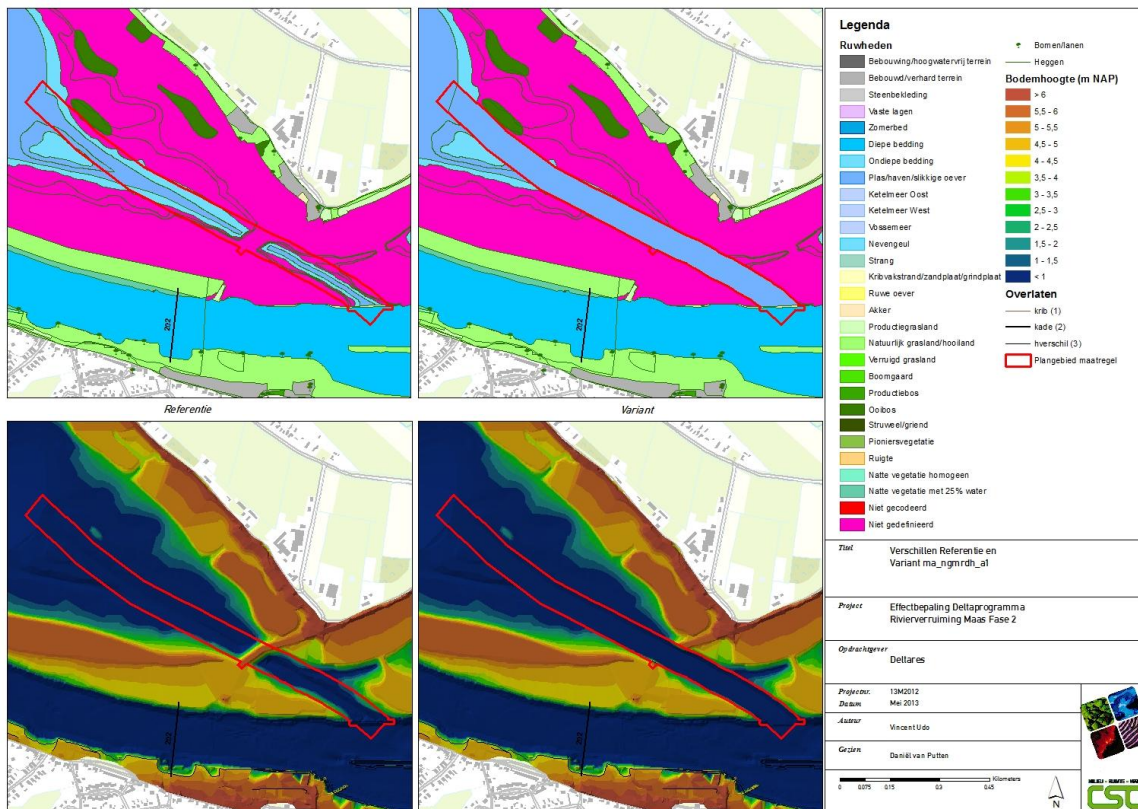 202
202
Referentie
Variant
202
202
Legenda
Ruwheden
Bebouwing/hoogwatervrij terrein
Bebouwd/verhard terrein
Steenbekleding
Vaste lagen
Zomerbed
Diepe bedding
Ondiepe bedding
Plas/haven/slikkige oever
Ketelmeer Oost
Ketelmeer West
Vossemeer
Nevengeul
Strang
Kribvakstrand/zandplaat/grindplaat
Ruwe oever
Akker
Productiegrasland
Natuurlijk grasland/hooiland
Verruigd grasland
Boomgaard
Productiebos
Ooibos
Struweel/griend
Pioniersvegetatie
Ruigte
Natte vegetatie homogeen
Natte vegetatie met 25% water
Niet gecodeerd
Niet gedefinieerd
Bomen/lanen
Heggen
Bodemhoogte (m NAP)
> 6
5,5 - 6
5 - 5,5
4,5 - 5
4 - 4,5
3,5 - 4
3 - 3,5
2,5 - 3
2 - 2,5
1,5 - 2
1 - 1,5
< 1
Overlaten
krib (1)
kade (2)
hverschil (3)
Plangebied maatregel
Titel
Verschillen Referentie en
Variant ma_ngmrdh_a1
Project
Effectbepaling Deltaprogramma
Rivierverruiming Maas Fase 2
Opdrachtgever
Deltares
Projectnr.
13M2012
Datum
Mei 2013
Auteur
Vincent Udo
Gezien
Daniël van Putten
Kilometers
0 0,075 0,15 0,3 0,45
N
CSO